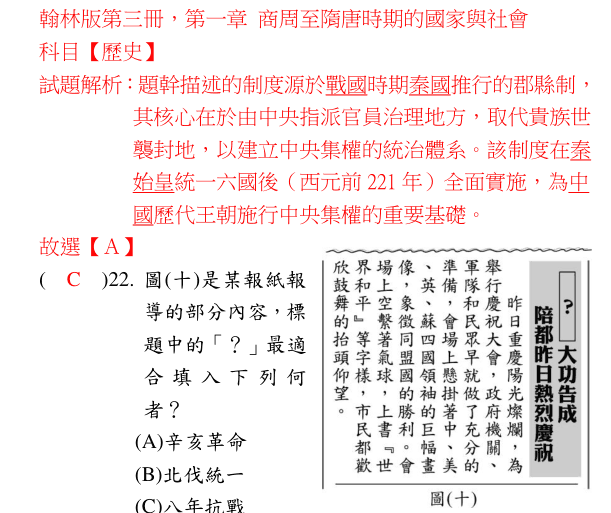 翰林版第三冊，第一章 商周至隋唐時期的國家與社會
科目【歷史】
試題解析：題幹描述的制度源於戰國時期秦國推行的郡縣制，
其核心在於由中央指派官員治理地方，取代貴族世
襲封地，以建立中央集權的統治體系。該制度在秦
始皇統一六國後（西元前 221 年）全面實施，為中
國歷代王朝施行中央集權的重要基礎。
故選【A】
( C )22. 圖(十)是某報紙報
導的部分內容，標
題中的「？」最適
合填入下列何
者？
(A)辛亥革命
(B)北伐統一
(C)八年抗戰
？ 大功告成
陪都昨日熱烈慶祝
昨日重慶陽光燦爛，為
舉行慶祝大會，政府機關、
軍隊和民眾早就做了充分的
準備，會場上懸掛著中、美
、英、蘇四國領袖的巨幅畫
像，象徵同盟國的勝利。會
場上空繫著氣球，上書『世
界和平』等字樣，市民都歡
欣鼓舞的抬頭仰望。
圖(十)